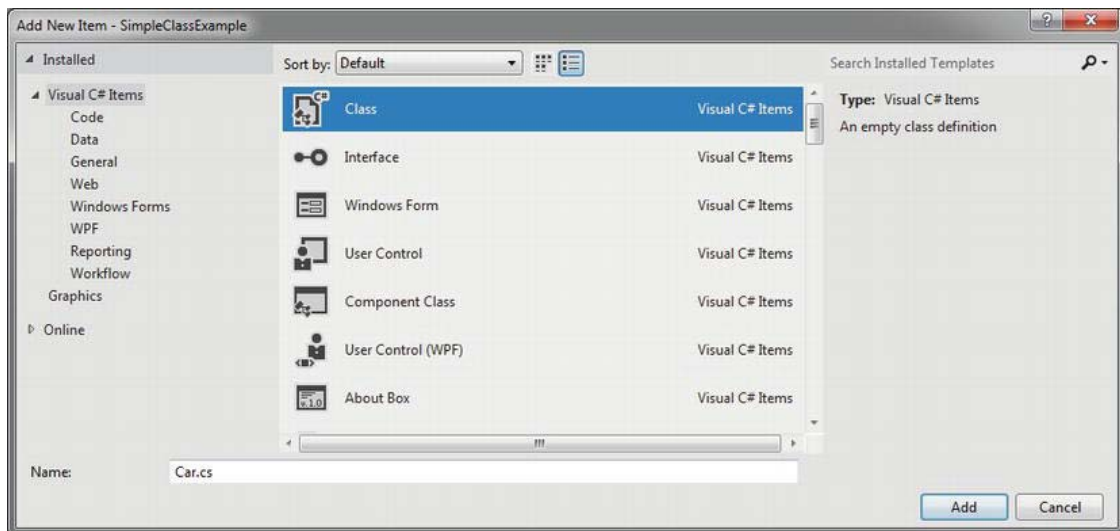 Add New Item - SimpleClassExample
Installed
Sort by: Default
Search Installed Templates
Visual C# Items
Code
Data
General
Web
Windows Forms
WPF
Reporting
Workflow
Graphics
Online
C#
Class Visual C# Items
Interface Visual C# Items
Windows Form Visual C# Items
User Control Visual C# Items
Component Class Visual C# Items
User Control (WPF) Visual C# Items
v.1.0
About Box Visual C# Items
Type: Visual C# Items
An empty class definition
Name: Car.cs
Add Cancel